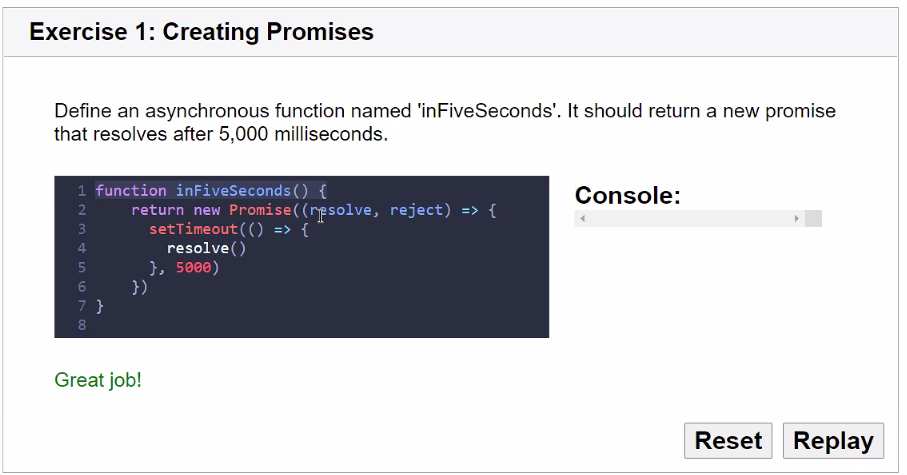 Exercise 1: Creating Promises
Define an asynchronous function named 'inFiveSeconds'. It should return a new promise
that resolves after 5,000 milliseconds.
1 function inFiveSeconds() {
2     return new Promise((resolve, reject) => {
3       setTimeout(() => {
4         resolve()
5       }, 5000)
6     })
7 }
8
Console:
Great job!
Reset
Replay